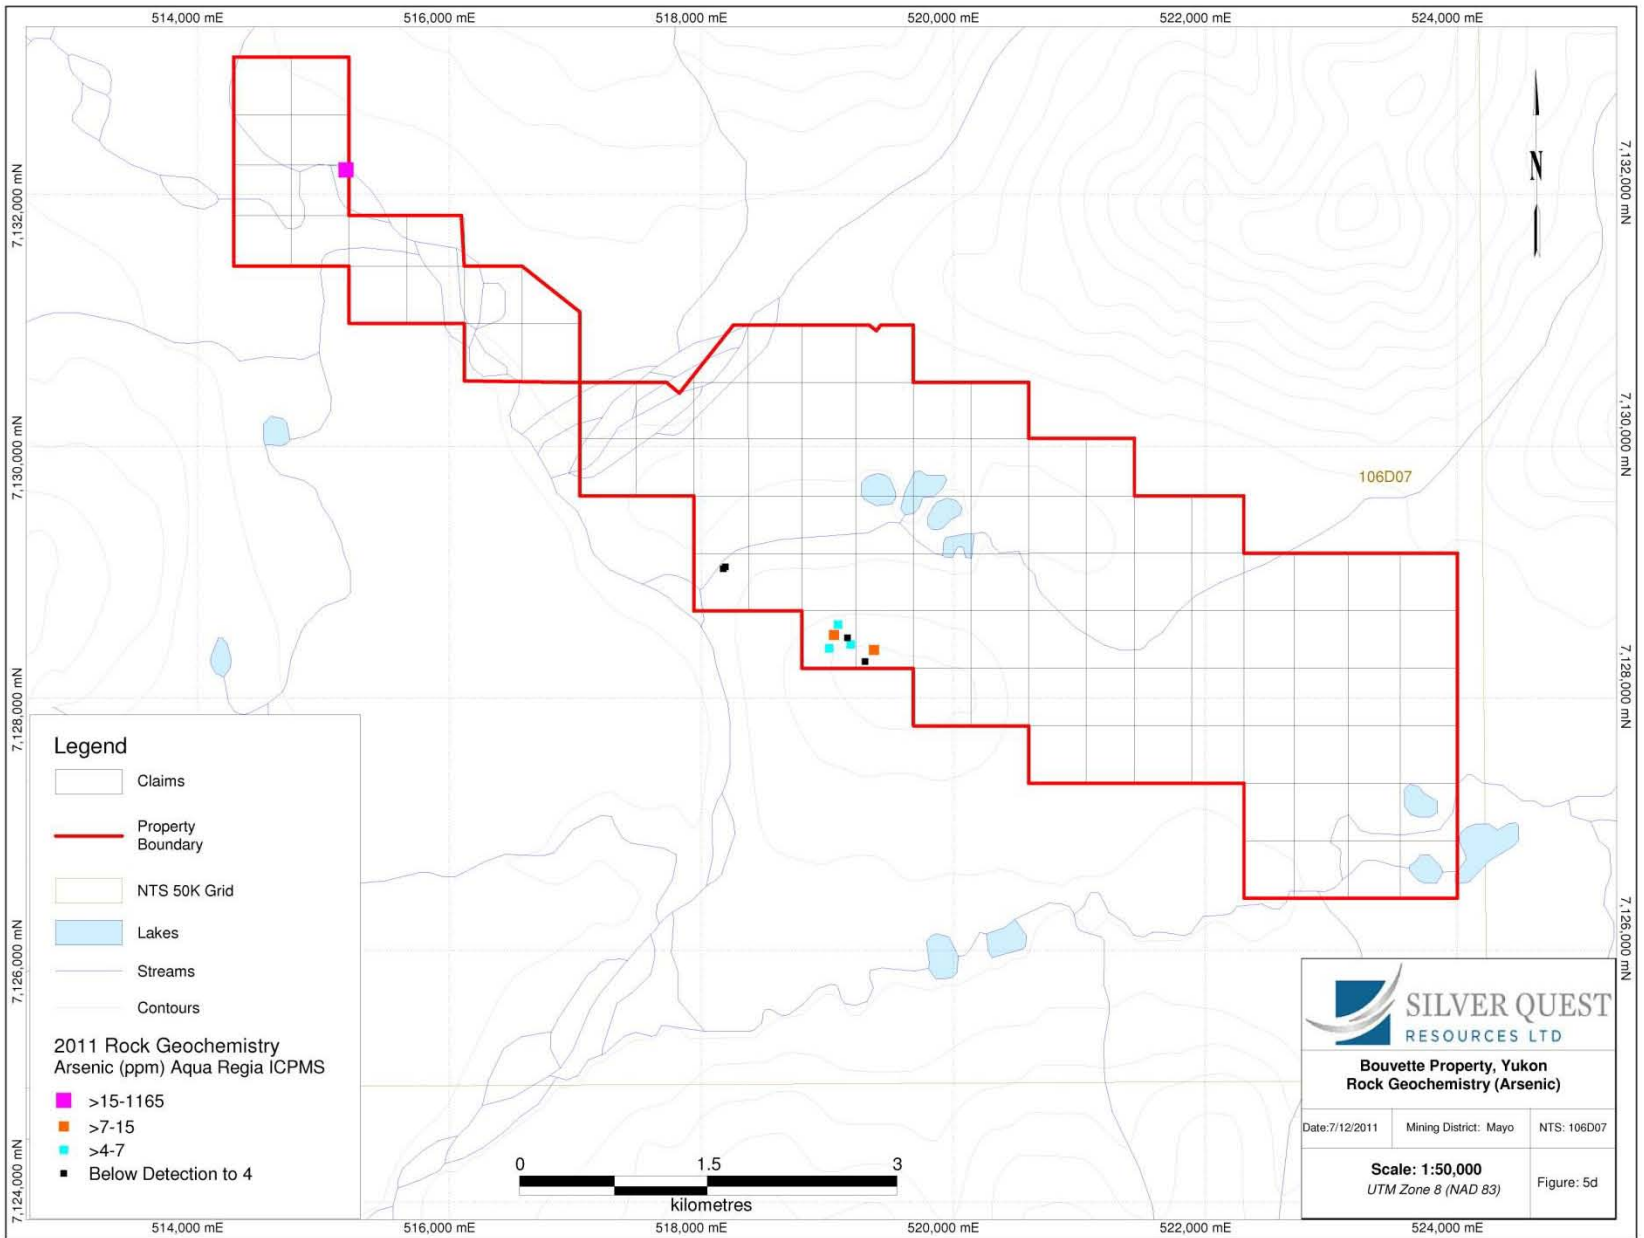 514,000 mE
516,000 mE
518,000 mE
520,000 mE
522,000 mE
524,000 mE
7,132,000 mN
7,130,000 mN
7,128,000 mN
7,126,000 mN
7,124,000 mN
7,132,000 mN
7,130,000 mN
7,128,000 mN
7,126,000 mN
N
106D07
Legend
Claims
Property
Boundary
NTS 50K Grid
Lakes
Streams
Contours
2011 Rock Geochemistry
Arsenic (ppm) Aqua Regia ICPMS
>15-1165
>7-15
>4-7
Below Detection to 4
0 1.5 3
kilometres
SILVER QUEST
RESOURCES LTD
Bouvette Property, Yukon
Rock Geochemistry (Arsenic)
Date:7/12/2011
Mining District: Mayo
NTS: 106D07
Scale: 1:50,000
UTM Zone 8 (NAD 83)
Figure: 5d
514,000 mE
516,000 mE
518,000 mE
520,000 mE
522,000 mE
524,000 mE